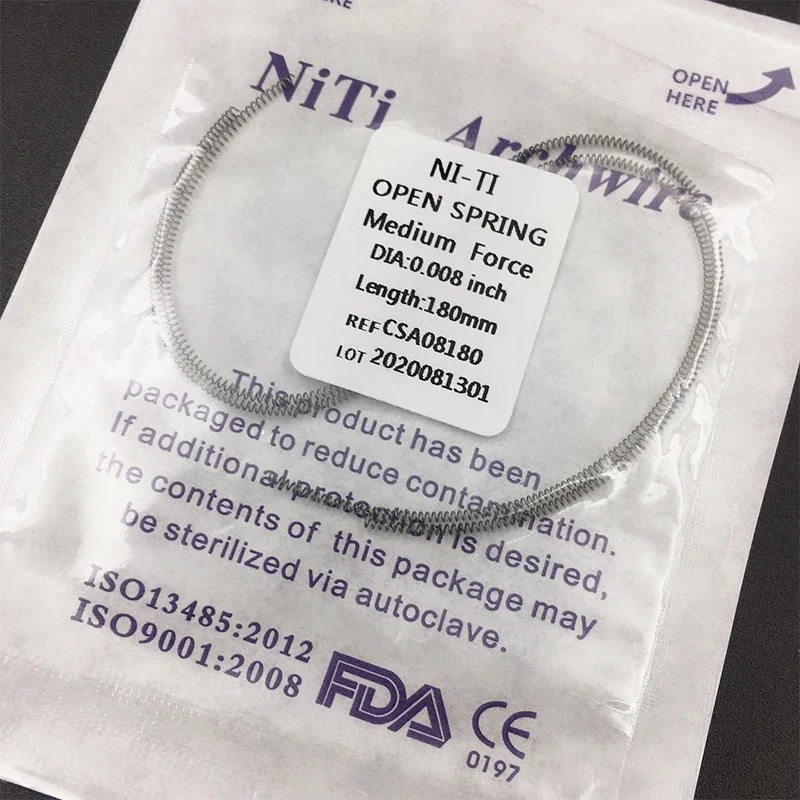 OPEN
HERE
NiTi Archwire
NI-TI
OPEN SPRING
Medium Force
DIA:0.008 inch
Length:180mm
REF CSA08180
LOT 2020081301
This product has been
packaged to reduce contamination.
If additional protection is desired,
the contents of this package may
be sterilized via autoclave.
ISO13485:2012
ISO9001:2008
FDA
CE
0197